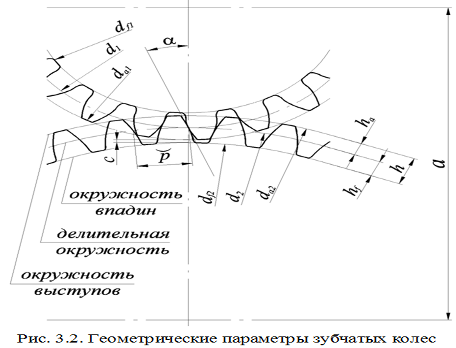 d_f1
α
d_1
d_a1
h_a
a
c
p
d_f2
d_2
d_a2
h_f
h
окружность
впадин
делительная
окружность
окружность
выступов
Рис. 3.2. Геометрические параметры зубчатых колес